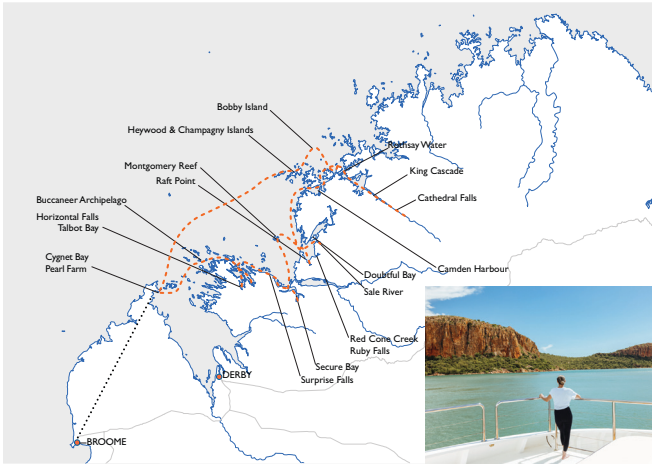 Bobby Island
Heywood & Champagny Islands
Rothsay Water
Montgomery Reef
King Cascade
Raft Point
Cathedral Falls
Buccaneer Archipelago
Horizontal Falls
Talbot Bay
Cygnet Bay
Pearl Farm
Camden Harbour
Doubtful Bay
Sale River
Red Cone Creek
Ruby Falls
Secure Bay
Surprise Falls
DERBY
BROOME